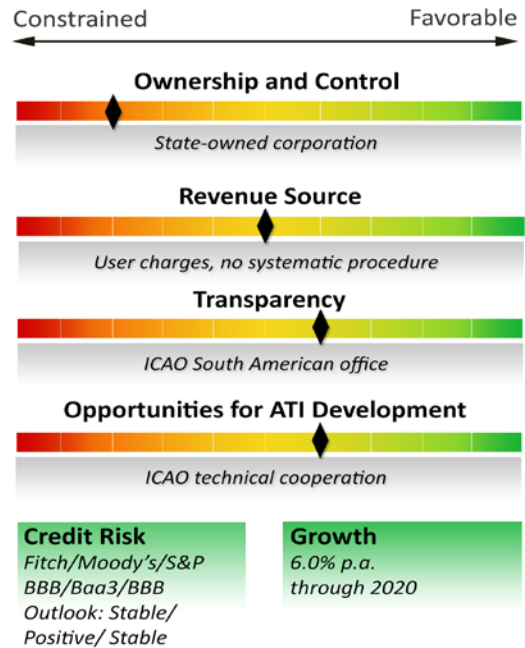 Constrained Favorable
Ownership and Control
State-owned corporation
Revenue Source
User charges, no systematic procedure
Transparency
ICAO South American office
Opportunities for ATI Development
ICAO technical cooperation
Credit Risk
Fitch/Moody's/S&P
BBB/Baa3/BBB
Outlook: Stable/
Positive/ Stable
Growth
6.0% p.a.
through 2020